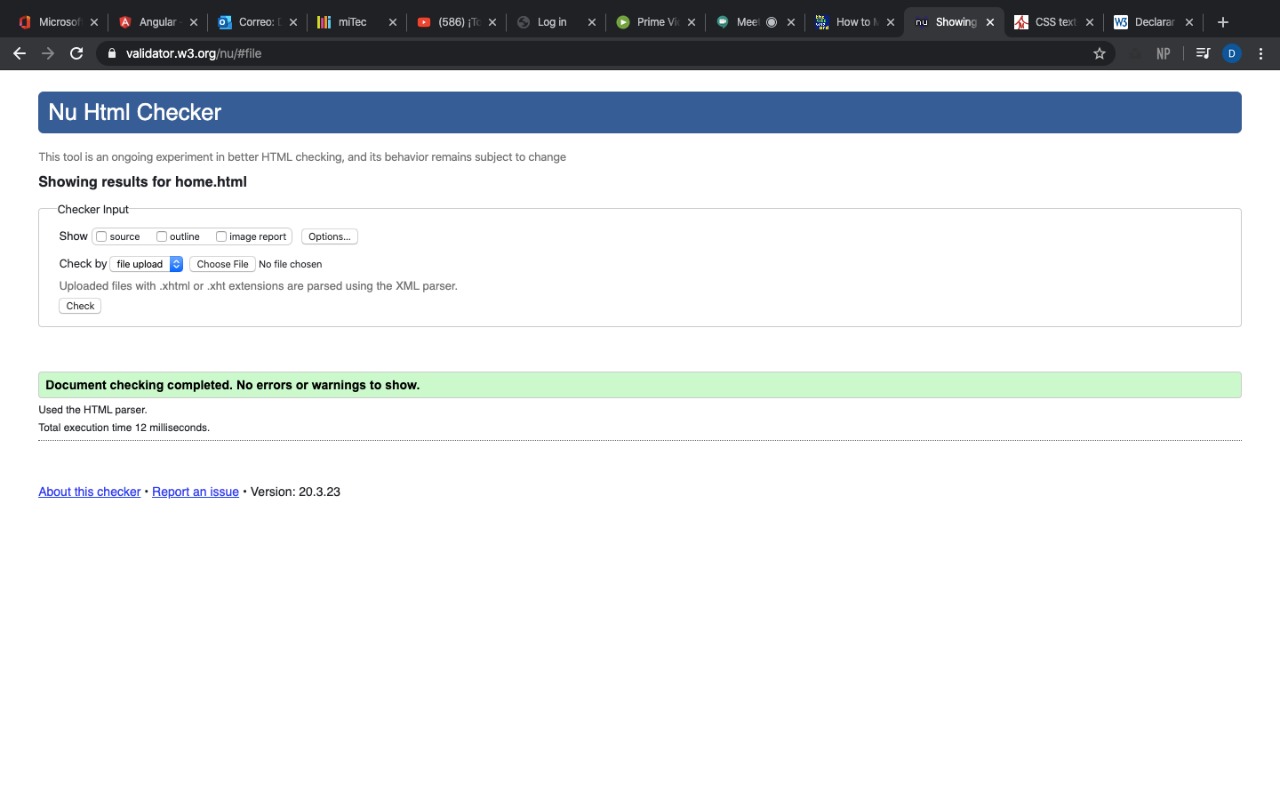 Microsof
Angular
Correo:
miTec
(586)
Log in
Prime Vi
Meet
How to
nu Showing
CSS text
W3 Declarar
validator.w3.org/nu/#file
NP
D
Nu Html Checker
This tool is an ongoing experiment in better HTML checking, and its behavior remains subject to change
Showing results for home.html
Checker Input
Show source outline image report Options...
Check by file upload Choose File No file chosen
Uploaded files with .xhtml or .xht extensions are parsed using the XML parser.
Check
Document checking completed. No errors or warnings to show.
Used the HTML parser.
Total execution time 12 milliseconds.
About this checker • Report an issue • Version: 20.3.23